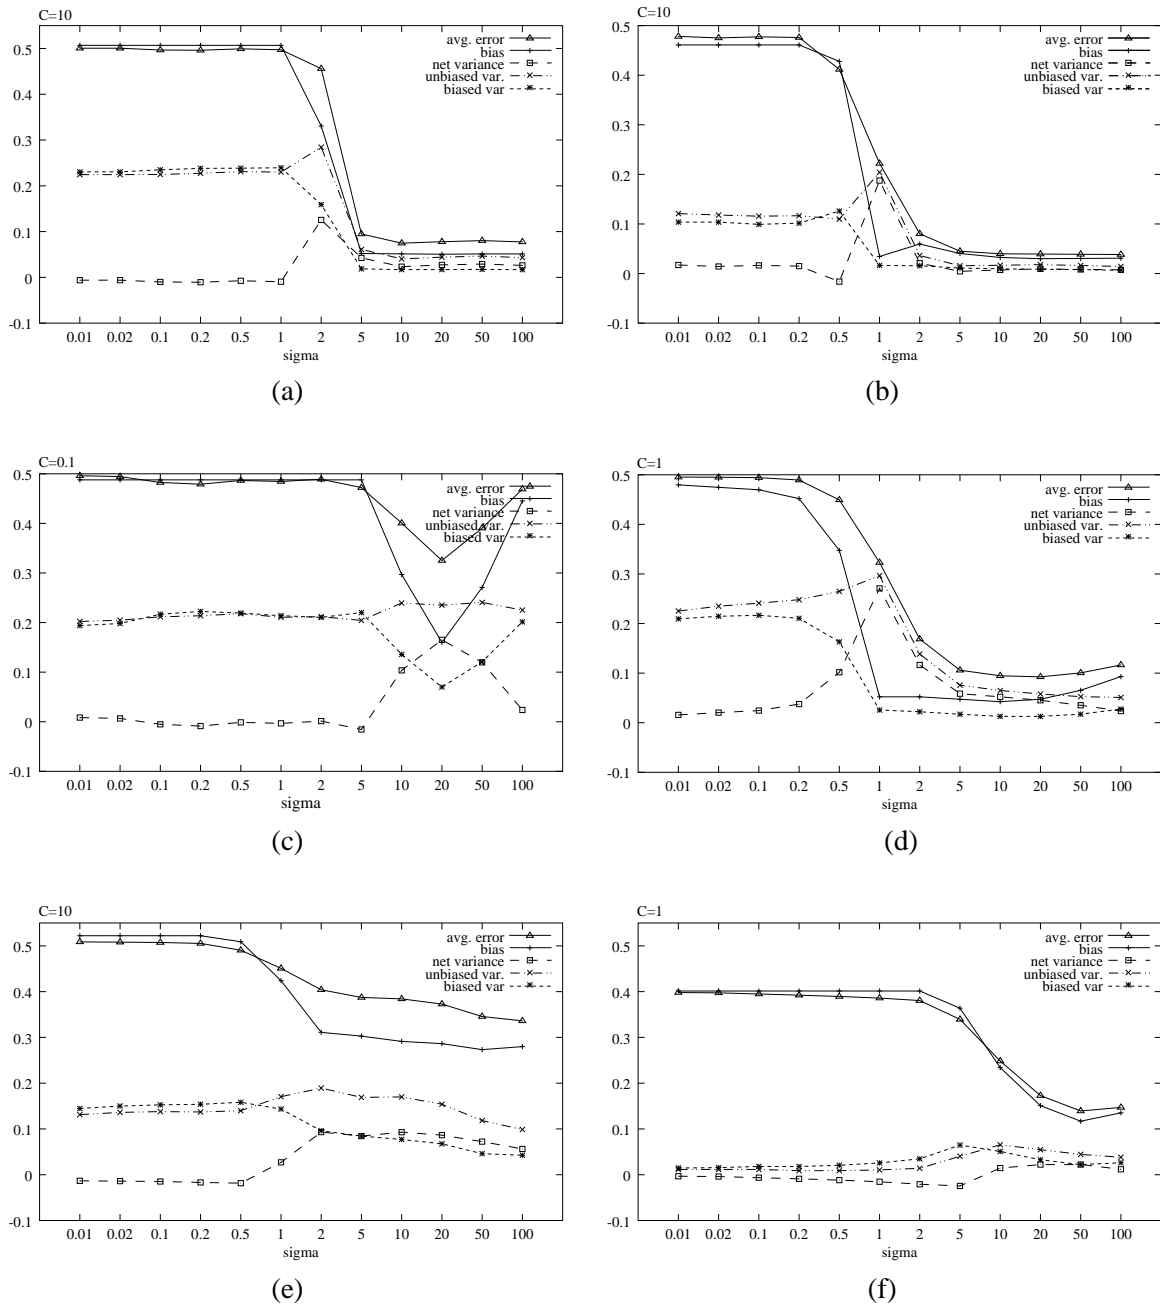 C=10
avg. error
bias
net variance
unbiased var.
biased var
0.5
0.4
0.3
0.2
0.1
0
-0.1
0.01 0.02 0.1 0.2 0.5 1 2 5 10 20 50 100
sigma
(a)
C=10
avg. error
bias
net variance
unbiased var.
biased var
0.5
0.4
0.3
0.2
0.1
0
-0.1
0.01 0.02 0.1 0.2 0.5 1 2 5 10 20 50 100
sigma
(b)
C=0.1
avg. error
bias
net variance
unbiased var.
biased var
0.5
0.4
0.3
0.2
0.1
0
-0.1
0.01 0.02 0.1 0.2 0.5 1 2 5 10 20 50 100
sigma
(c)
C=1
avg. error
bias
net variance
unbiased var.
biased var
0.5
0.4
0.3
0.2
0.1
0
-0.1
0.01 0.02 0.1 0.2 0.5 1 2 5 10 20 50 100
sigma
(d)
C=10
avg. error
bias
net variance
unbiased var.
biased var
0.5
0.4
0.3
0.2
0.1
0
-0.1
0.01 0.02 0.1 0.2 0.5 1 2 5 10 20 50 100
sigma
(e)
C=1
avg. error
bias
net variance
unbiased var.
biased var
0.5
0.4
0.3
0.2
0.1
0
-0.1
0.01 0.02 0.1 0.2 0.5 1 2 5 10 20 50 100
sigma
(f)